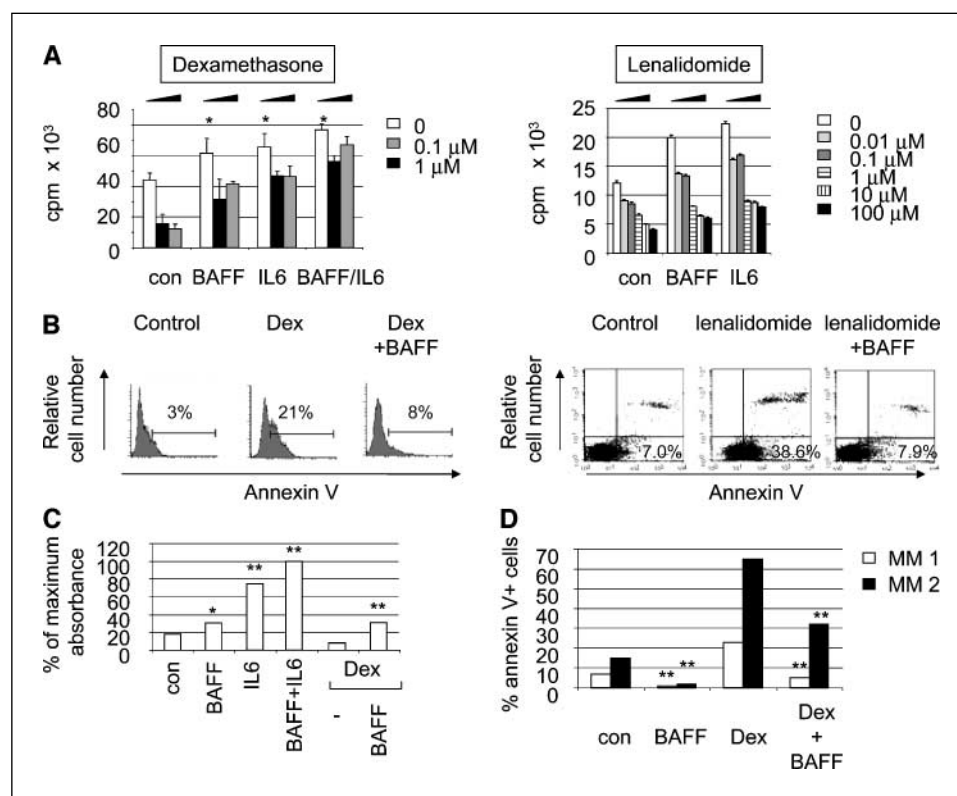 A
Dexamethasone
cpm x 10³
80
60
40
20
0
* * *
0
0.1 μM
1 μM
con BAFF IL6 BAFF/IL6
Lenalidomide
cpm x 10³
25
20
15
10
5
0
0
0.01 μM
0.1 μM
1 μM
10 μM
100 μM
con BAFF IL6
B
Control Dex Dex
+BAFF
Relative
cell number
3% 21% 8%
Annexin V
Control lenalidomide lenalidomide
+BAFF
Relative
cell number
7.0% 38.6% 7.9%
Annexin V
C
% of maximum
absorbance
120
100
80
60
40
20
0
* ** ** **
con BAFF IL6 BAFF+IL6 - BAFF
Dex
D
% annexin V+ cells
70
60
50
40
30
20
10
0
** ** ** **
MM 1
MM 2
con BAFF Dex Dex
+
BAFF